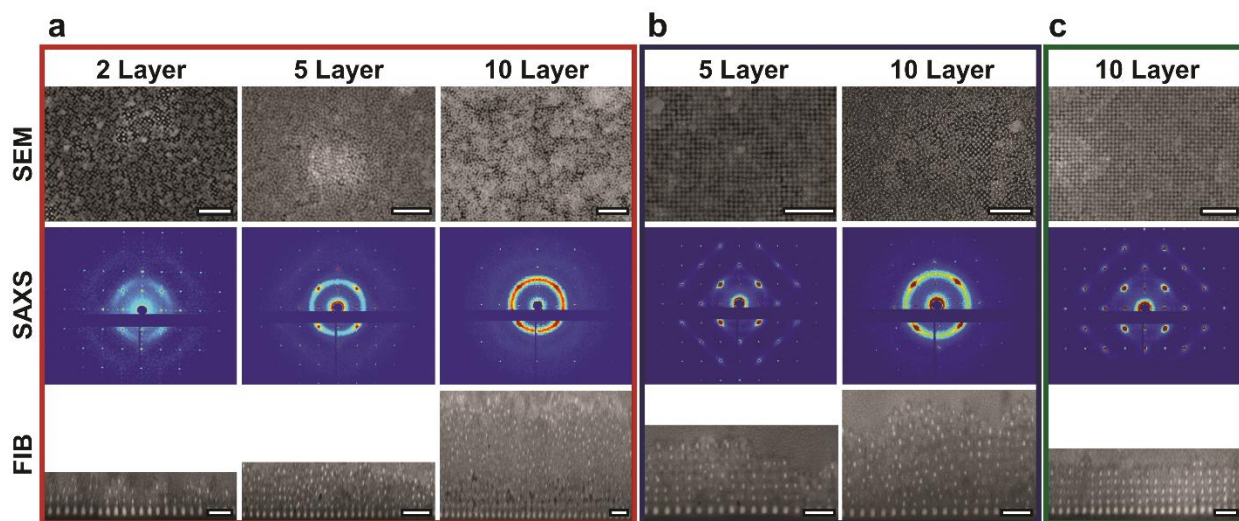 a
b
c
2 Layer
5 Layer
10 Layer
5 Layer
10 Layer
10 Layer
SEM
SAXS
FIB